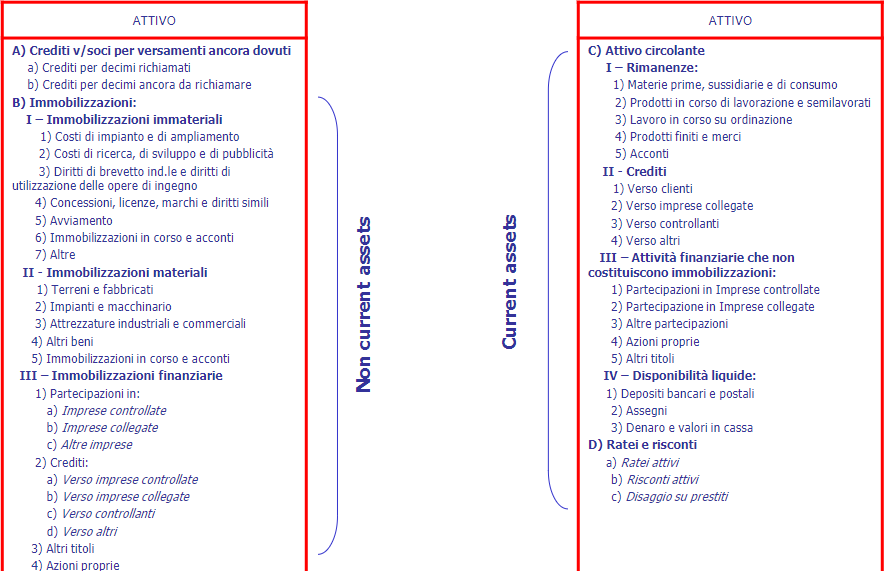 ATTIVO
A) Crediti v/soci per versamenti ancora dovuti
a) Crediti per decimi richiamati
b) Crediti per decimi ancora da richiamare
B) Immobilizzazioni:
I – Immobilizzazioni immateriali
1) Costi di impianto e di ampliamento
2) Costi di ricerca, di sviluppo e di pubblicità
3) Diritti di brevetto ind.le e diritti di
utilizzazione delle opere di ingegno
4) Concessioni, licenze, marchi e diritti simili
5) Avviamento
6) Immobilizzazioni in corso e acconti
7) Altre
II - Immobilizzazioni materiali
1) Terreni e fabbricati
2) Impianti e macchinario
3) Attrezzature industriali e commerciali
4) Altri beni
5) Immobilizzazioni in corso e acconti
III – Immobilizzazioni finanziarie
1) Partecipazioni in:
a) Imprese controllate
b) Imprese collegate
c) Altre imprese
2) Crediti:
a) Verso imprese controllate
b) Verso imprese collegate
c) Verso controllanti
d) Verso altri
3) Altri titoli
4) Azioni proprie
Non current assets
Current assets
ATTIVO
C) Attivo circolante
I – Rimanenze:
1) Materie prime, sussidiarie e di consumo
2) Prodotti in corso di lavorazione e semilavorati
3) Lavoro in corso su ordinazione
4) Prodotti finiti e merci
5) Acconti
II - Crediti
1) Verso clienti
2) Verso imprese collegate
3) Verso controllanti
4) Verso altri
III – Attività finanziarie che non
costituiscono immobilizzazioni:
1) Partecipazioni in Imprese controllate
2) Partecipazione in Imprese collegate
3) Altre partecipazioni
4) Azioni proprie
5) Altri titoli
IV – Disponibilità liquide:
1) Depositi bancari e postali
2) Assegni
3) Denaro e valori in cassa
D) Ratei e risconti
a) Ratei attivi
b) Risconti attivi
c) Disaggio su prestiti